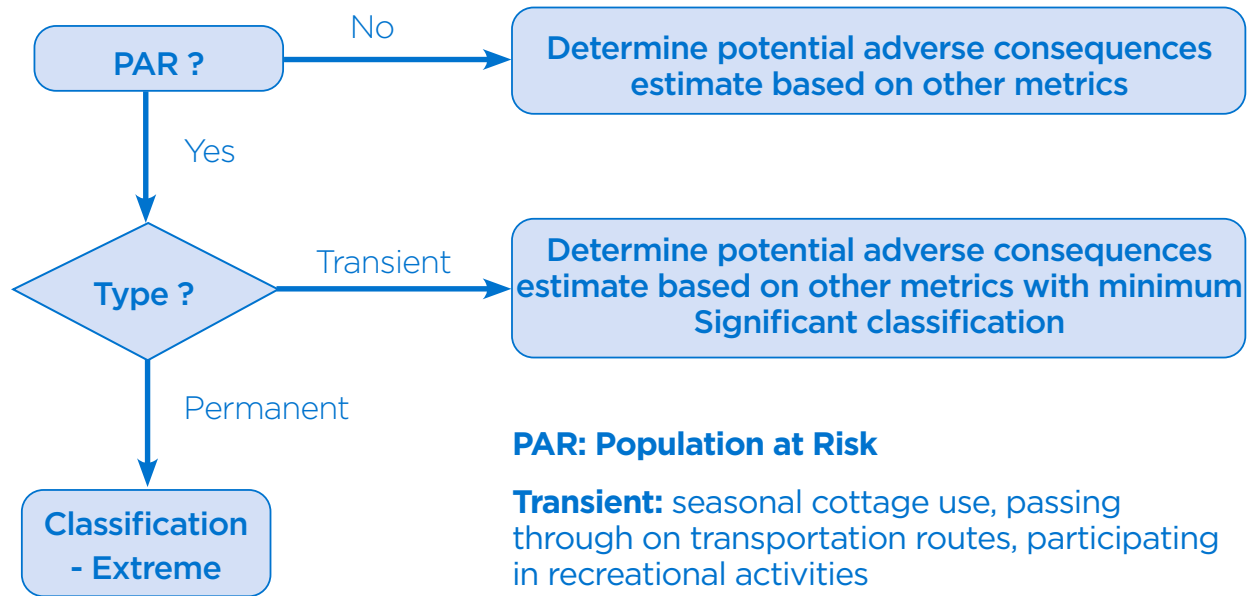 PAR ?
No
Determine potential adverse consequences
estimate based on other metrics
Yes
Type ?
Transient
Determine potential adverse consequences
estimate based on other metrics with minimum
Significant classification
Permanent
Classification
- Extreme
PAR: Population at Risk
Transient: seasonal cottage use, passing
through on transportation routes, participating
in recreational activities